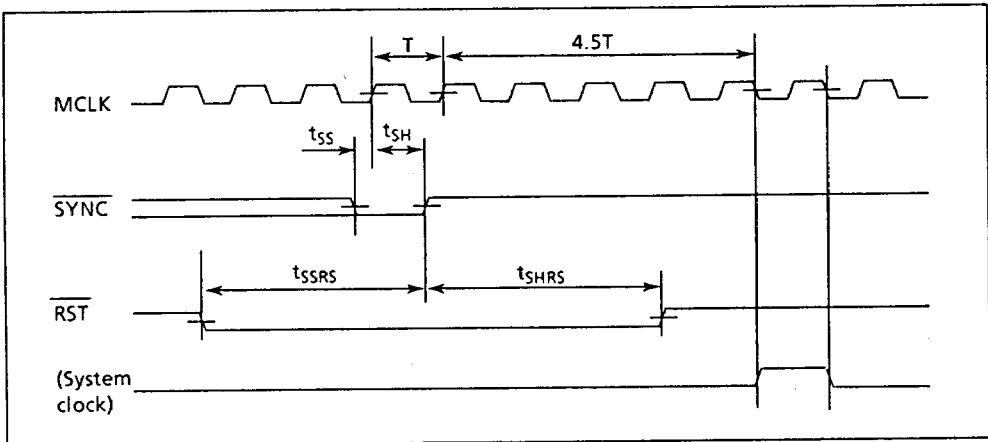 T
4.5T
MCLK
tSS
tSH
SYNC
tSSRS
tSHRS
RST
(System
clock)